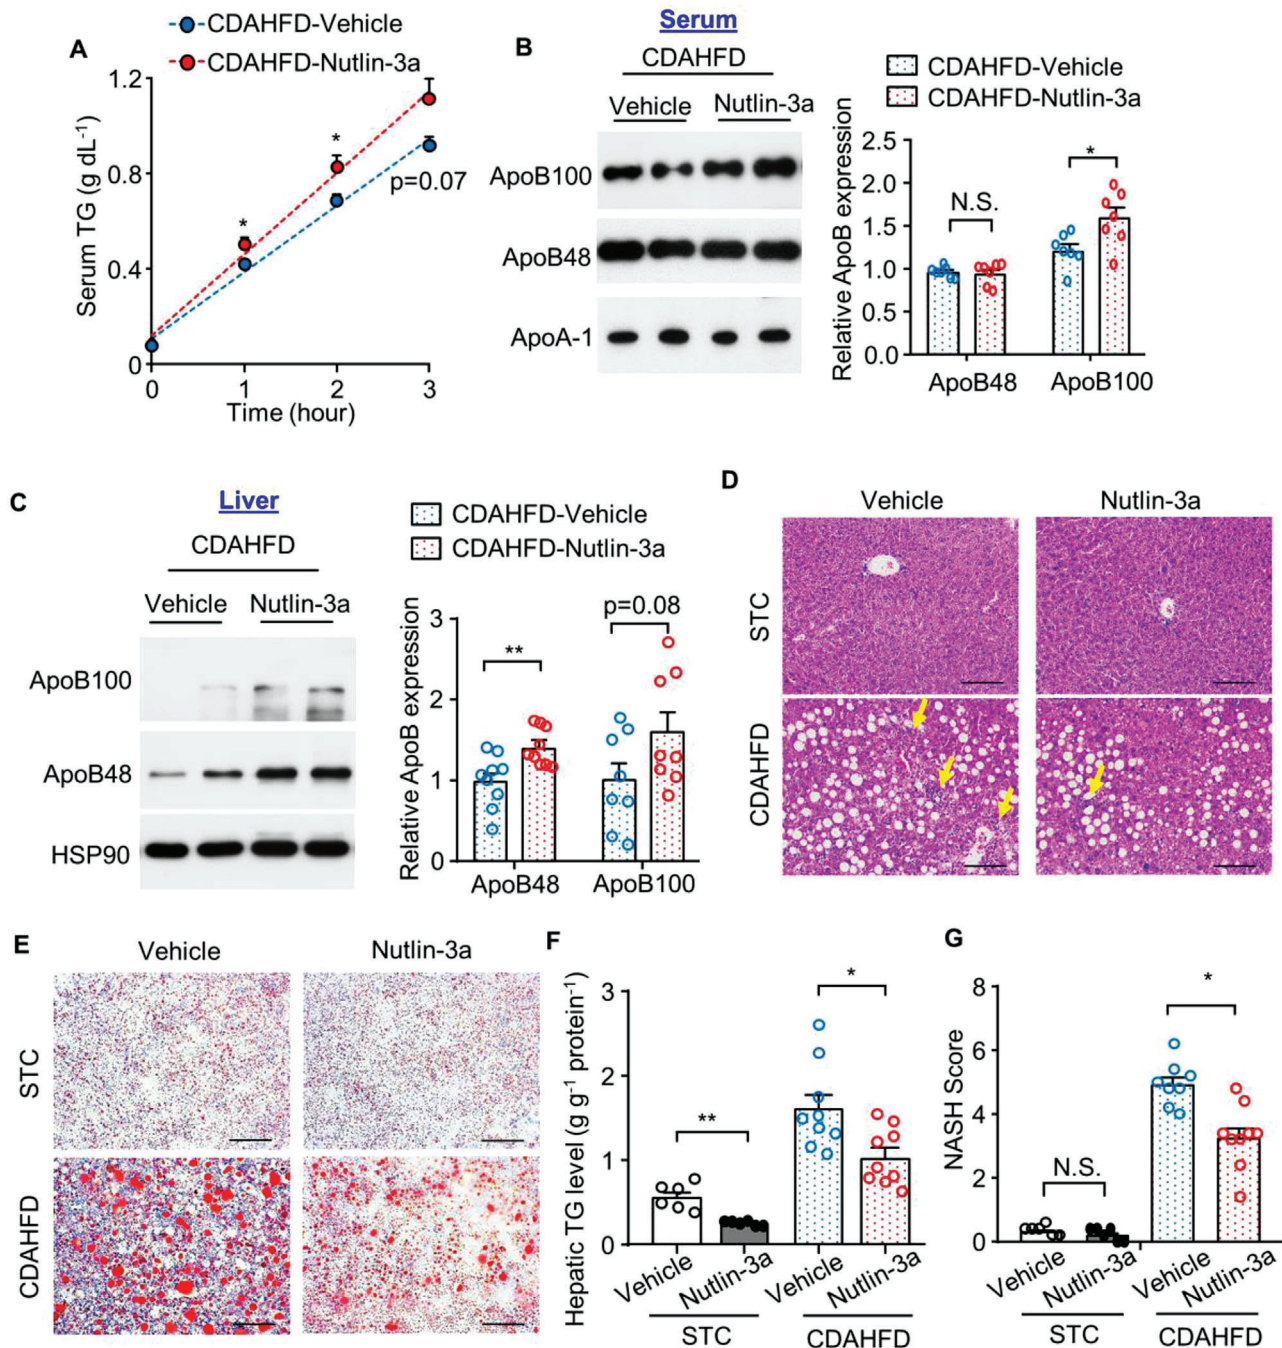 A
CDAHFD-Vehicle
CDAHFD-Nutlin-3a
Serum TG (g dL-1)
1.2
0.8
0.4
0
*
*
p=0.07
0 1 2 3
Time (hour)
B
Serum
CDAHFD
Vehicle Nutlin-3a
ApoB100
ApoB48
ApoA-1
CDAHFD-Vehicle
CDAHFD-Nutlin-3a
Relative ApoB expression
2.5
2.0
1.5
1.0
0.5
0.0
N.S.
*
ApoB48 ApoB100
C
Liver
CDAHFD
Vehicle Nutlin-3a
ApoB100
ApoB48
HSP90
CDAHFD-Vehicle
CDAHFD-Nutlin-3a
Relative ApoB expression
3
2
1
0
**
p=0.08
ApoB48 ApoB100
D
Vehicle Nutlin-3a
STC
CDAHFD
E
Vehicle Nutlin-3a
STC
CDAHFD
F
Hepatic TG level (g g-1 protein-1)
3
2
1
0
**
*
Vehicle Nutlin-3a Vehicle Nutlin-3a
STC CDAHFD
G
NASH Score
8
6
4
2
0
N.S.
*
Vehicle Nutlin-3a Vehicle Nutlin-3a
STC CDAHFD